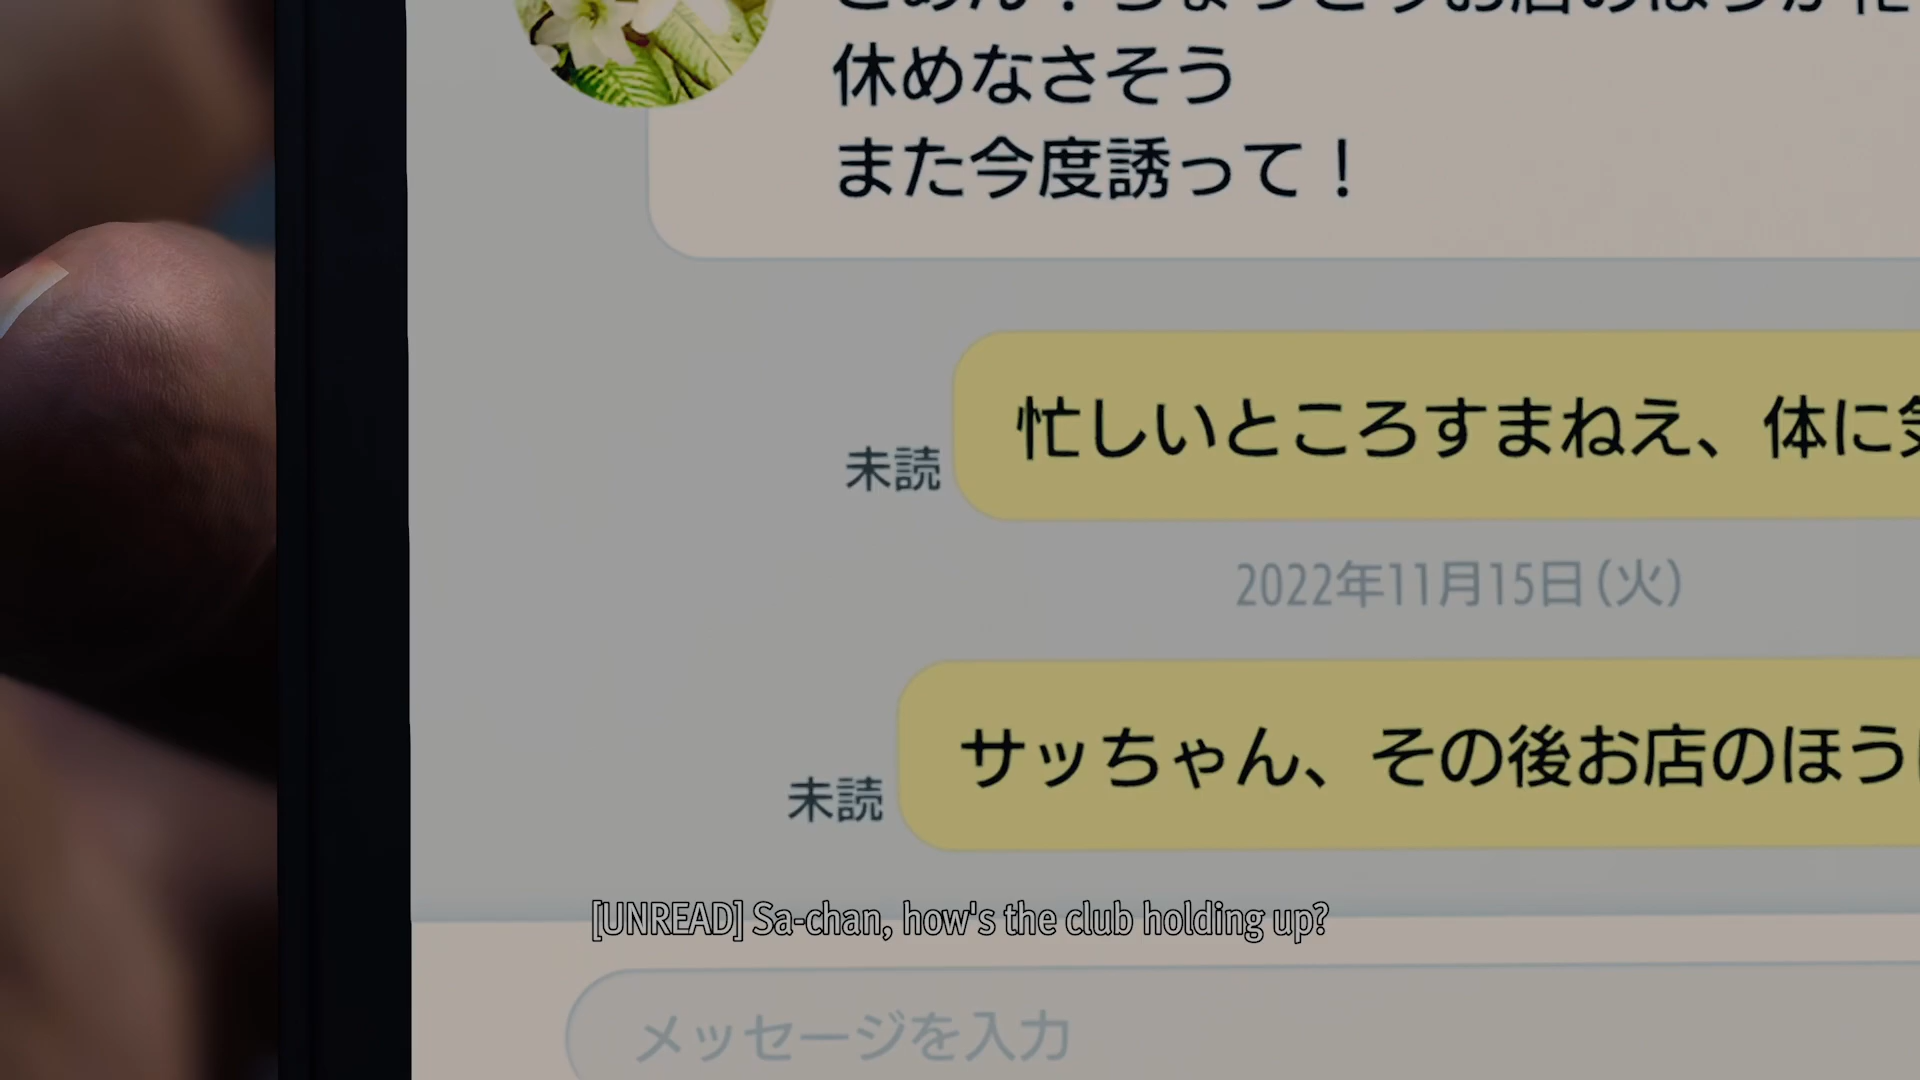 休めなさそう
また今度誘って！
忙しいところすまねえ、体に
未読
2022年11月15日（火）
サッちゃん、その後お店のほう
未読
[UNREAD] Sa-chan, how's the club holding up?
メッセージを入力